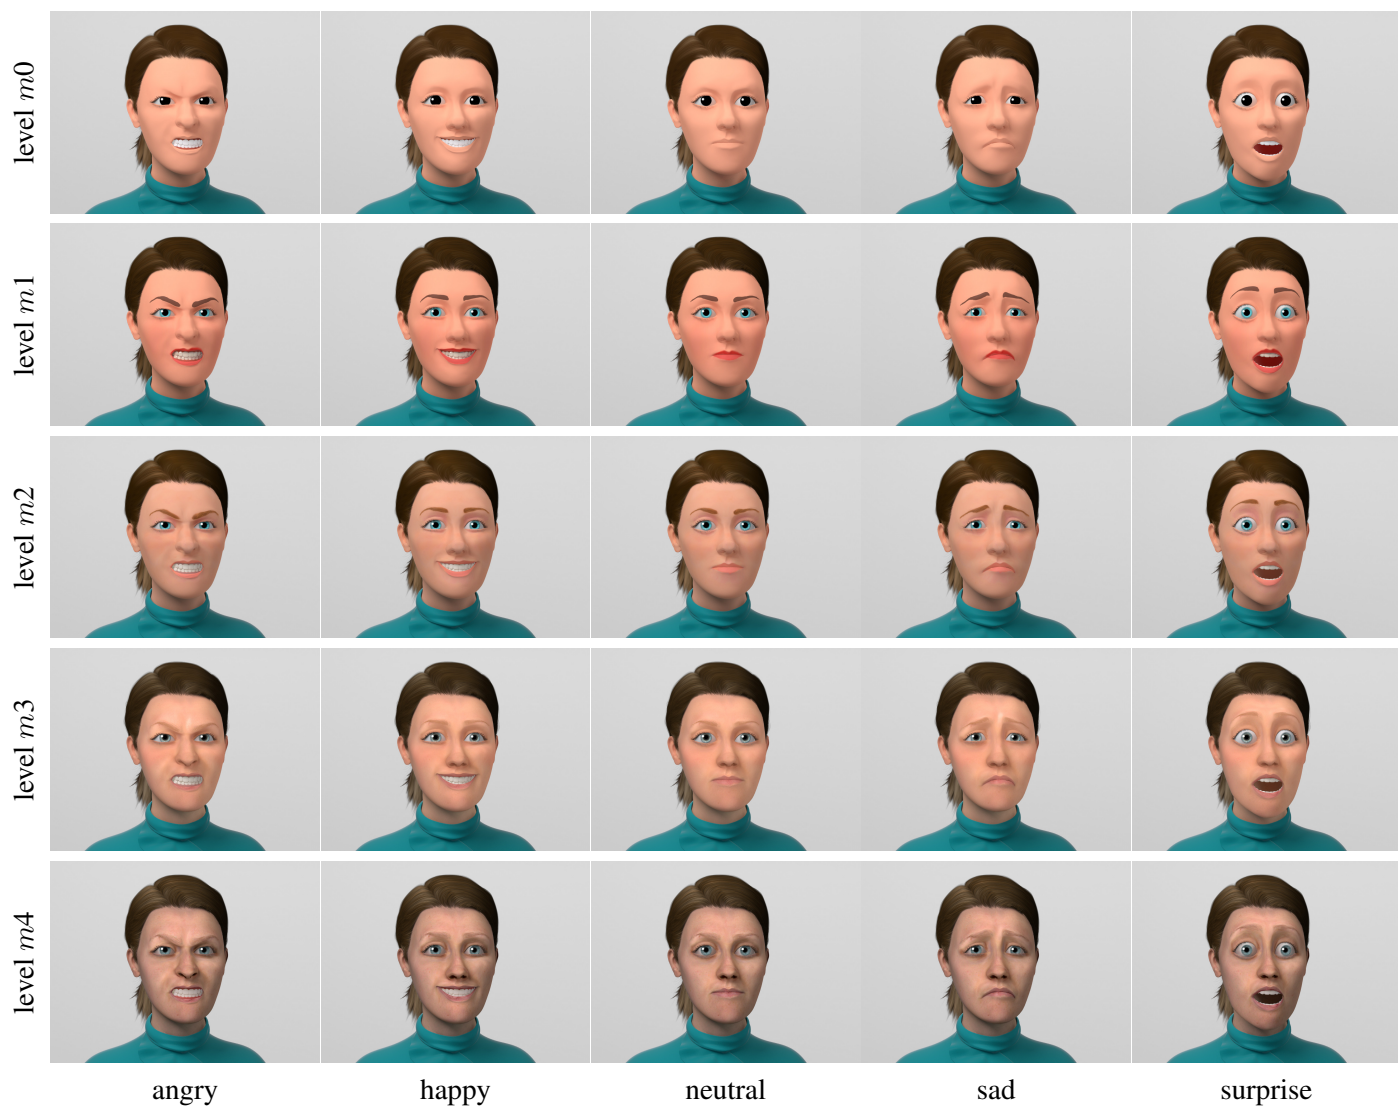 level m0
level m1
level m2
level m3
level m4
angry happy neutral sad surprise